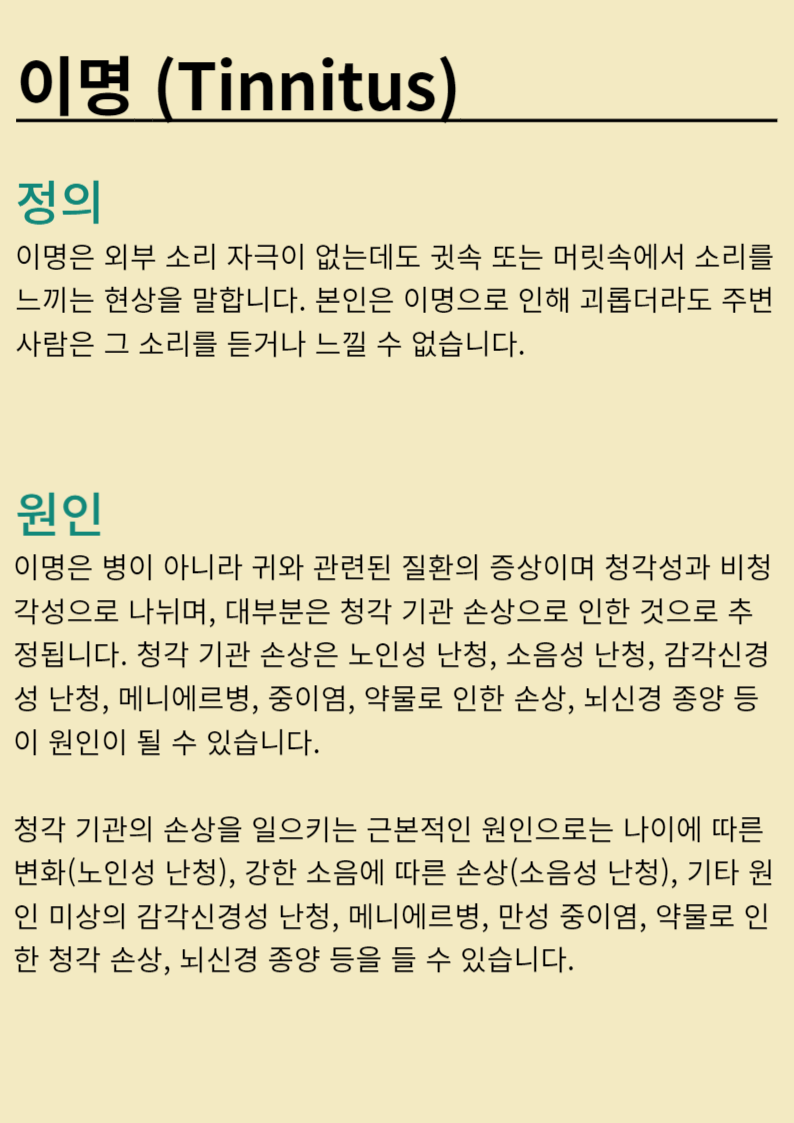 이명 (Tinnitus)
정의
이명은 외부 소리 자극이 없는데도 귓속 또는 머릿속에서 소리를
느끼는 현상을 말합니다. 본인은 이명으로 인해 괴롭더라도 주변
사람은 그 소리를 듣거나 느낄 수 없습니다.
원인
이명은 병이 아니라 귀와 관련된 질환의 증상이며 청각성과 비청
각성으로 나뉘며, 대부분은 청각 기관 손상으로 인한 것으로 추
정됩니다. 청각 기관 손상은 노인성 난청, 소음성 난청, 감각신경
성 난청, 메니에르병, 중이염, 약물로 인한 손상, 뇌신경 종양 등
이 원인이 될 수 있습니다.
청각 기관의 손상을 일으키는 근본적인 원인으로는 나이에 따른
변화(노인성 난청), 강한 소음에 따른 손상(소음성 난청), 기타 원
인 미상의 감각신경성 난청, 메니에르병, 만성 중이염, 약물로 인
한 청각 손상, 뇌신경 종양 등을 들 수 있습니다.